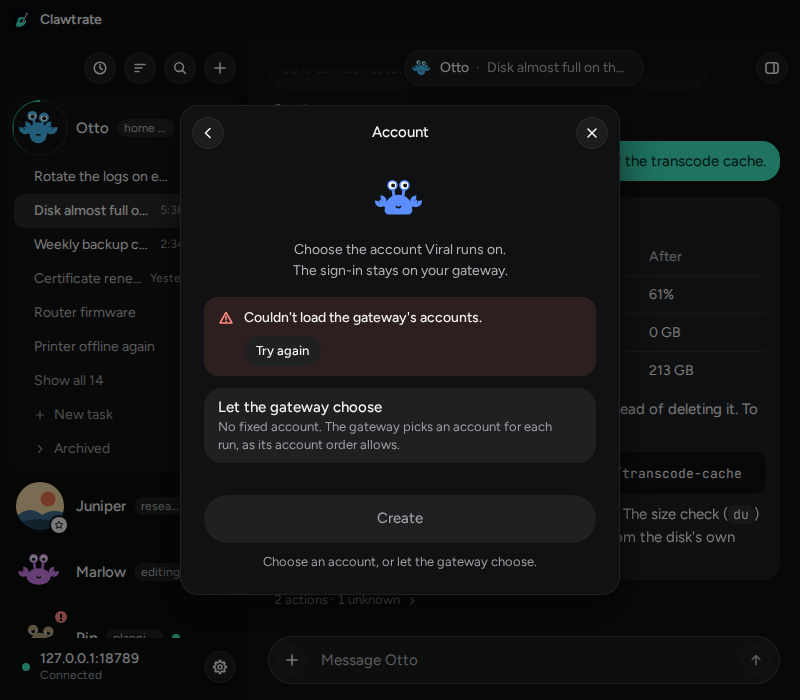 Clawtrate
Otto · Disk almost full on th...
Otto home ...
Rotate the logs on e...
Disk almost full o... 5:36
Weekly backup c... 2:34
Certificate rene... Yeste
Router firmware
Printer offline again
Show all 14
+ New task
Archived
Juniper resea...
Marlow editing
Pip planni...
127.0.0.1:18789
Connected
Account
Choose the account Viral runs on.
The sign-in stays on your gateway.
Couldn't load the gateway's accounts.
Try again
Let the gateway choose
No fixed account. The gateway picks an account for each
run, as its account order allows.
Create
Choose an account, or let the gateway choose.
the transcode cache.
After
61%
0 GB
213 GB
ead of deleting it. To
/transcode-cache
The size check ( du )
om the disk's own
2 actions · 1 unknown
Message Otto